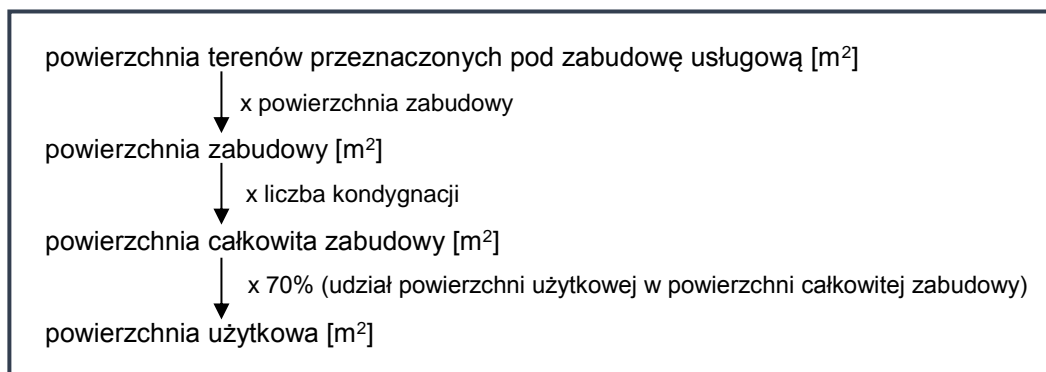 powierzchnia terenów przeznaczonych pod zabudowę usługową [m²]
x powierzchnia zabudowy
powierzchnia zabudowy [m²]
x liczba kondygnacji
powierzchnia całkowita zabudowy [m²]
x 70% (udział powierzchni użytkowej w powierzchni całkowitej zabudowy)
powierzchnia użytkowa [m²]